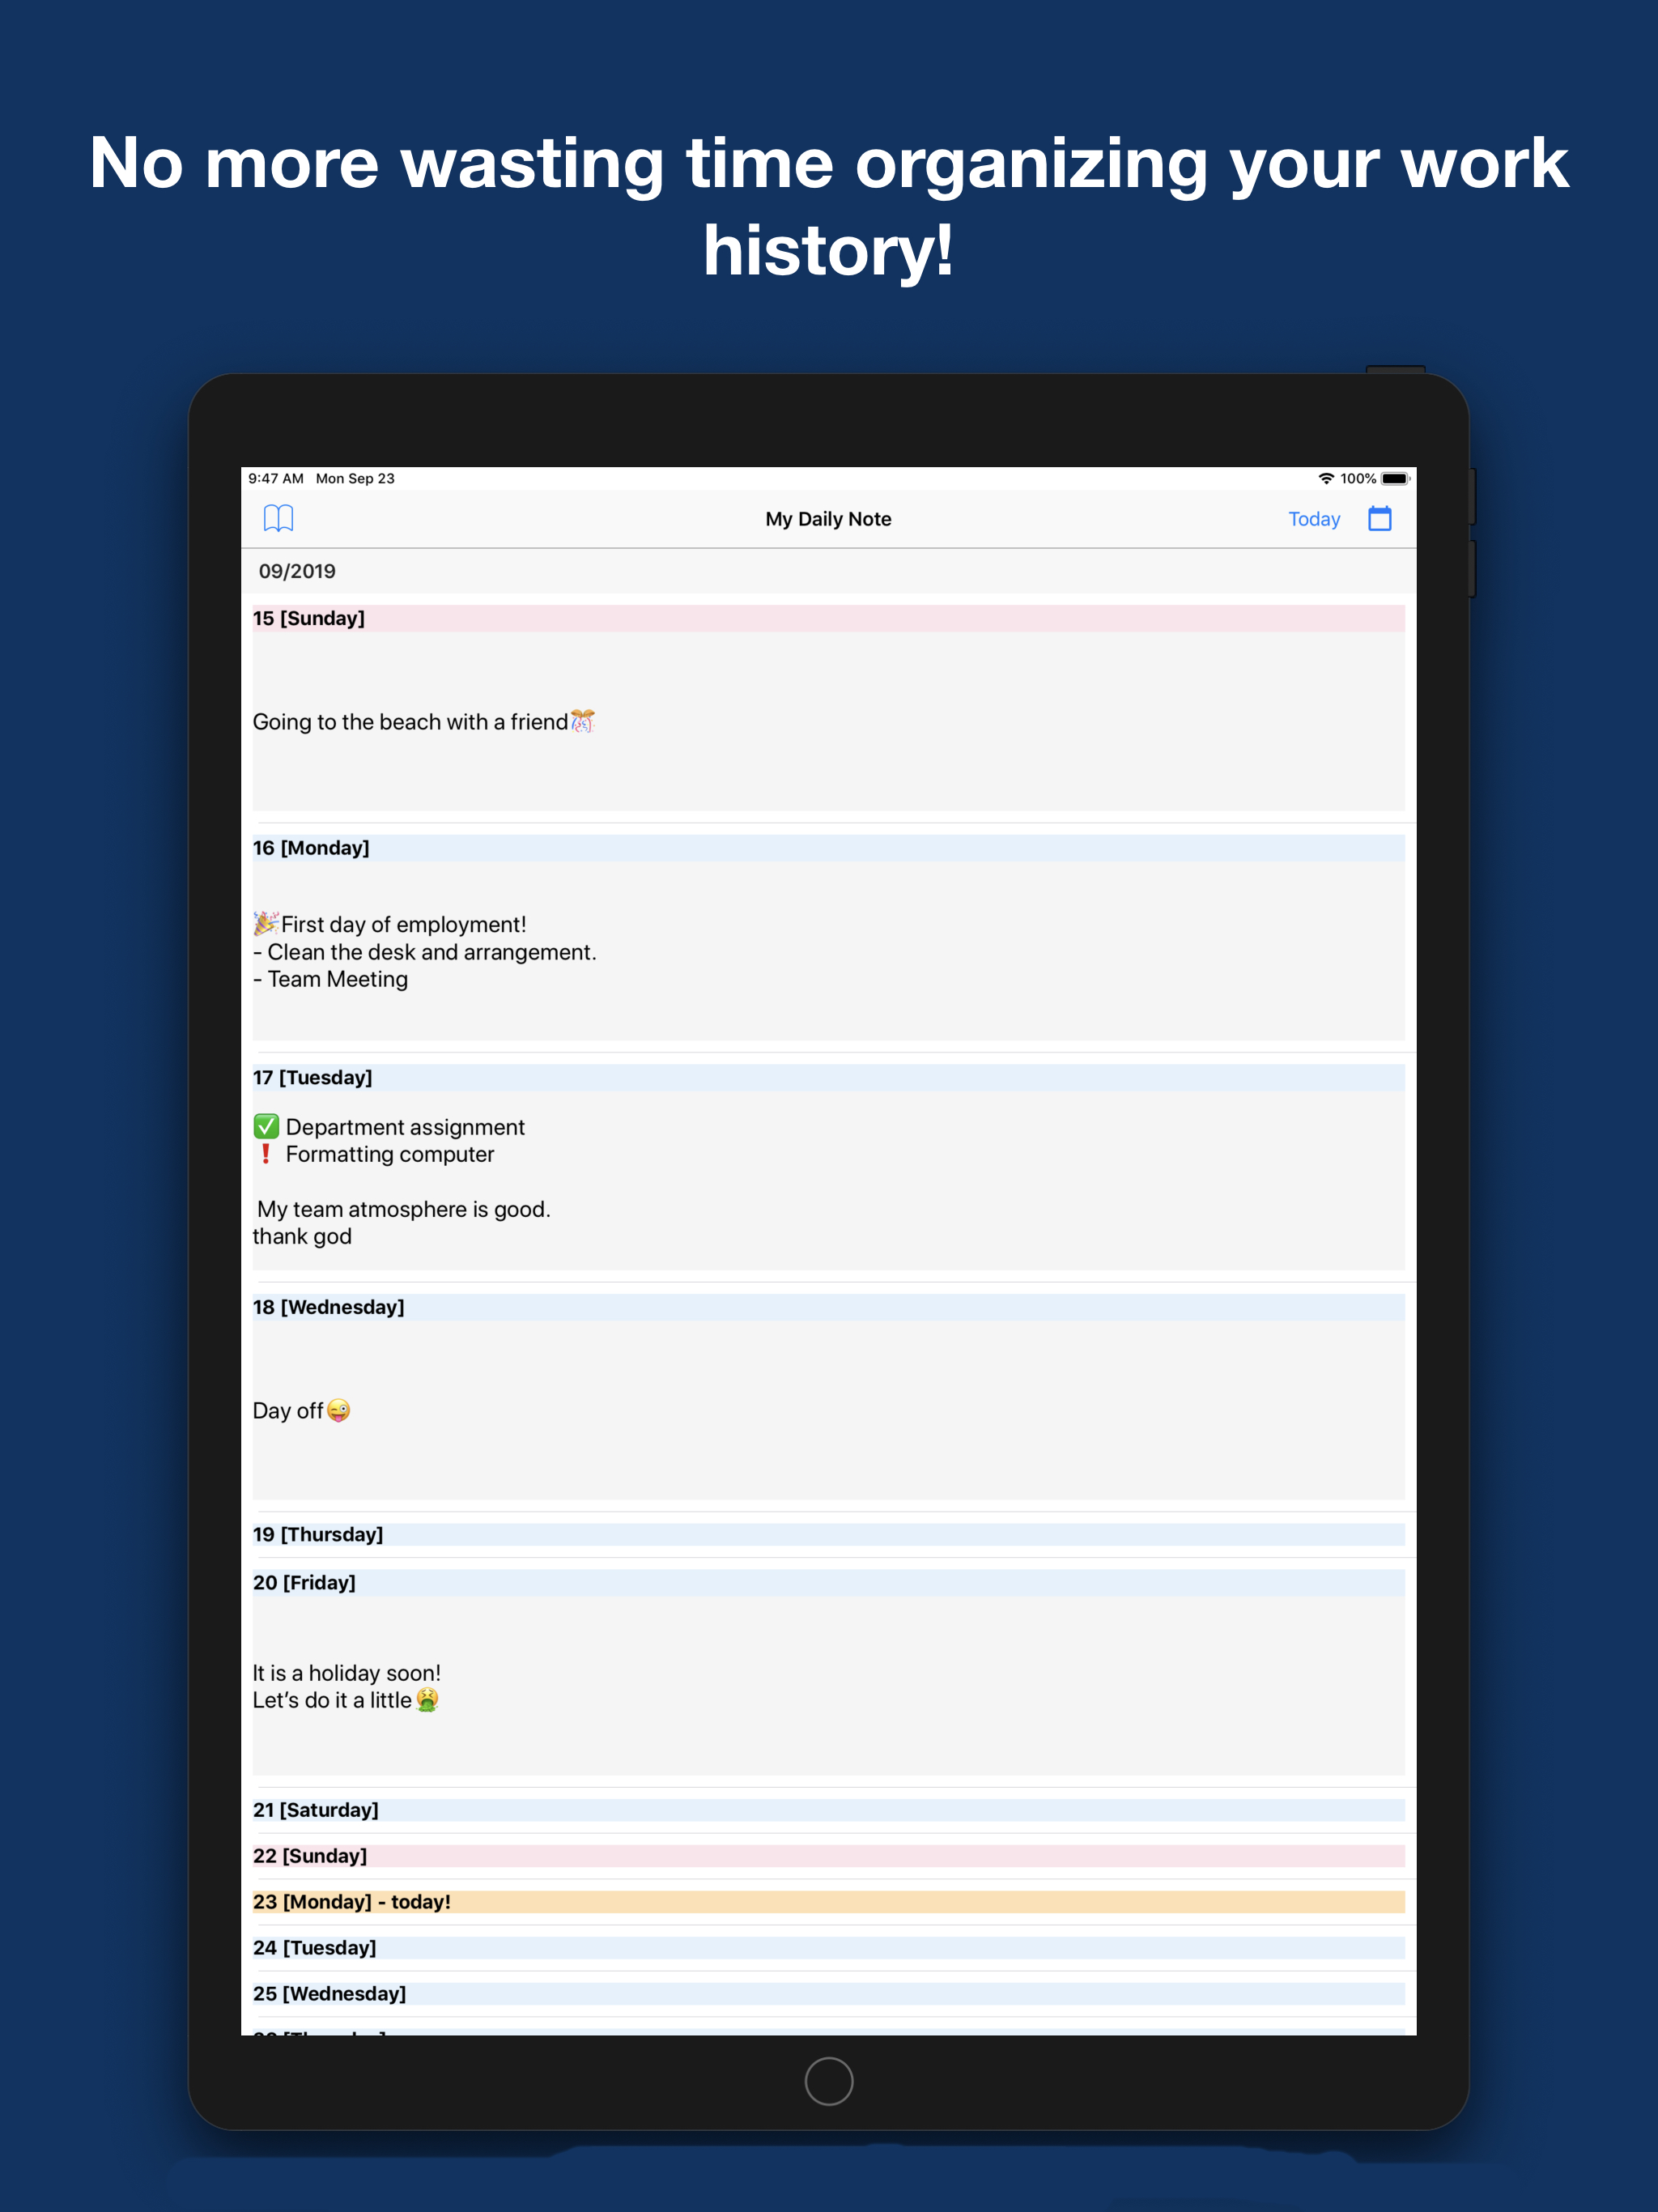 No more wasting time organizing your work
history!
9:47 AM Mon Sep 23
100%
My Daily Note
Today
09/2019
15 [Sunday]
Going to the beach with a friend🎊
16 [Monday]
🎉First day of employment!
- Clean the desk and arrangement.
- Team Meeting
17 [Tuesday]
✅ Department assignment
❗ Formatting computer
My team atmosphere is good.
thank god
18 [Wednesday]
Day off😜
19 [Thursday]
20 [Friday]
It is a holiday soon!
Let’s do it a little🤮
21 [Saturday]
22 [Sunday]
23 [Monday] - today!
24 [Tuesday]
25 [Wednesday]